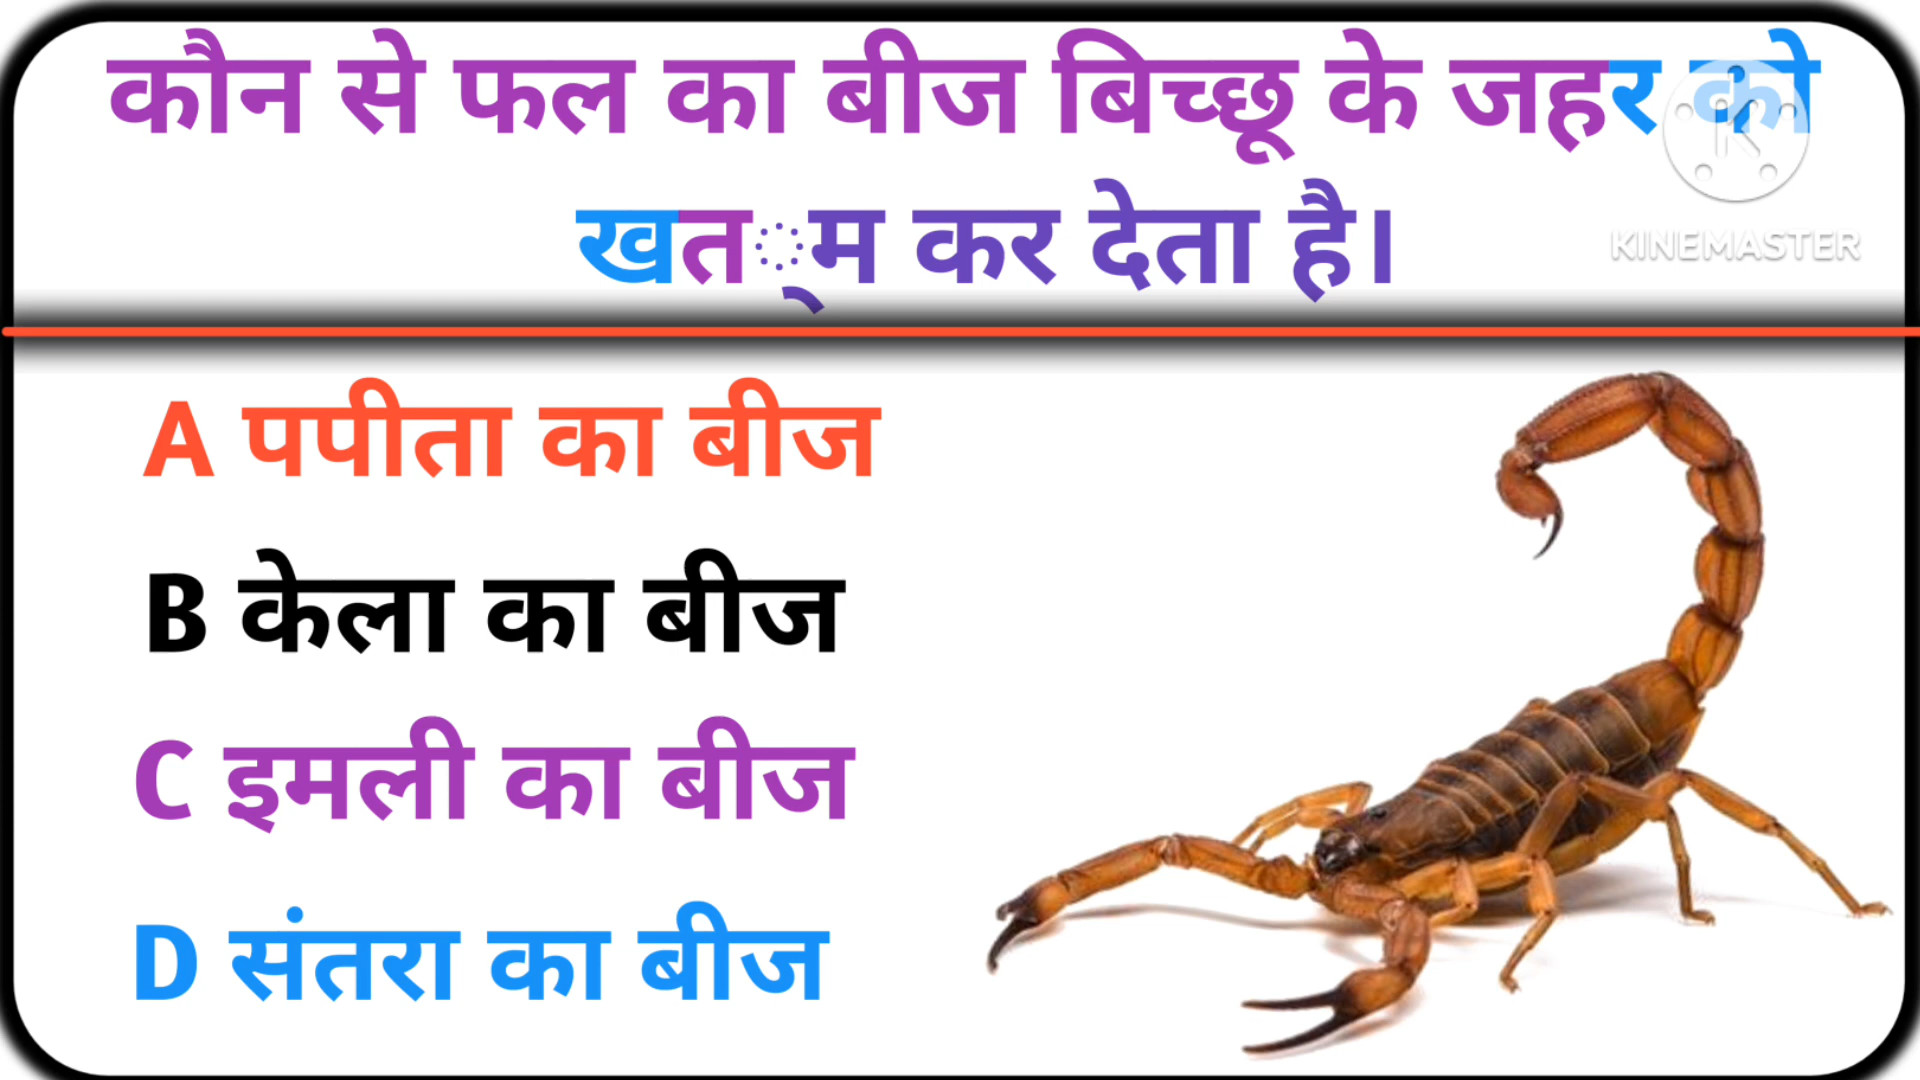 कौन से फल का बीज बिच्छू के जहर को
खत्म कर देता है।
KINEMASTER
A पपीता का बीज
B केला का बीज
C इमली का बीज
D संतरा का बीज